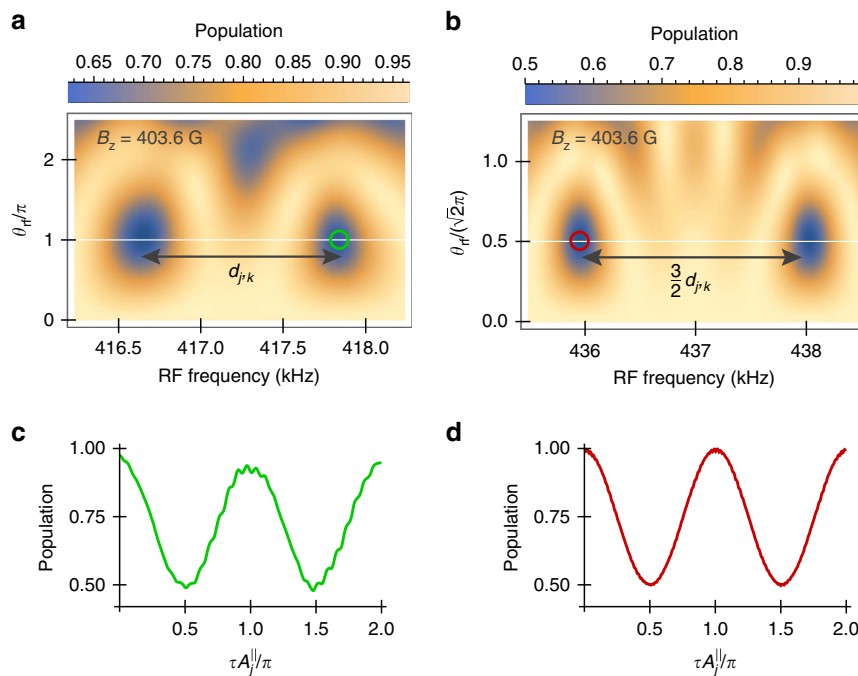 a
Population
0.65 0.70 0.75 0.80 0.85 0.90 0.95
B_z = 403.6 G
θ_rf/π
2
1
0
d_{j,k}
416.5 417.0 417.5 418.0
RF frequency (kHz)
b
Population
0.5 0.6 0.7 0.8 0.9
B_z = 403.6 G
θ_rf/(√2π)
1.0
0.5
0.0
3/2 d_{j,k}
436 437 438
RF frequency (kHz)
c
Population
1.00
0.75
0.50
0.5 1.0 1.5 2.0
τA_j^{||}/π
d
Population
1.00
0.75
0.50
0.5 1.0 1.5 2.0
τA_j^{||}/π